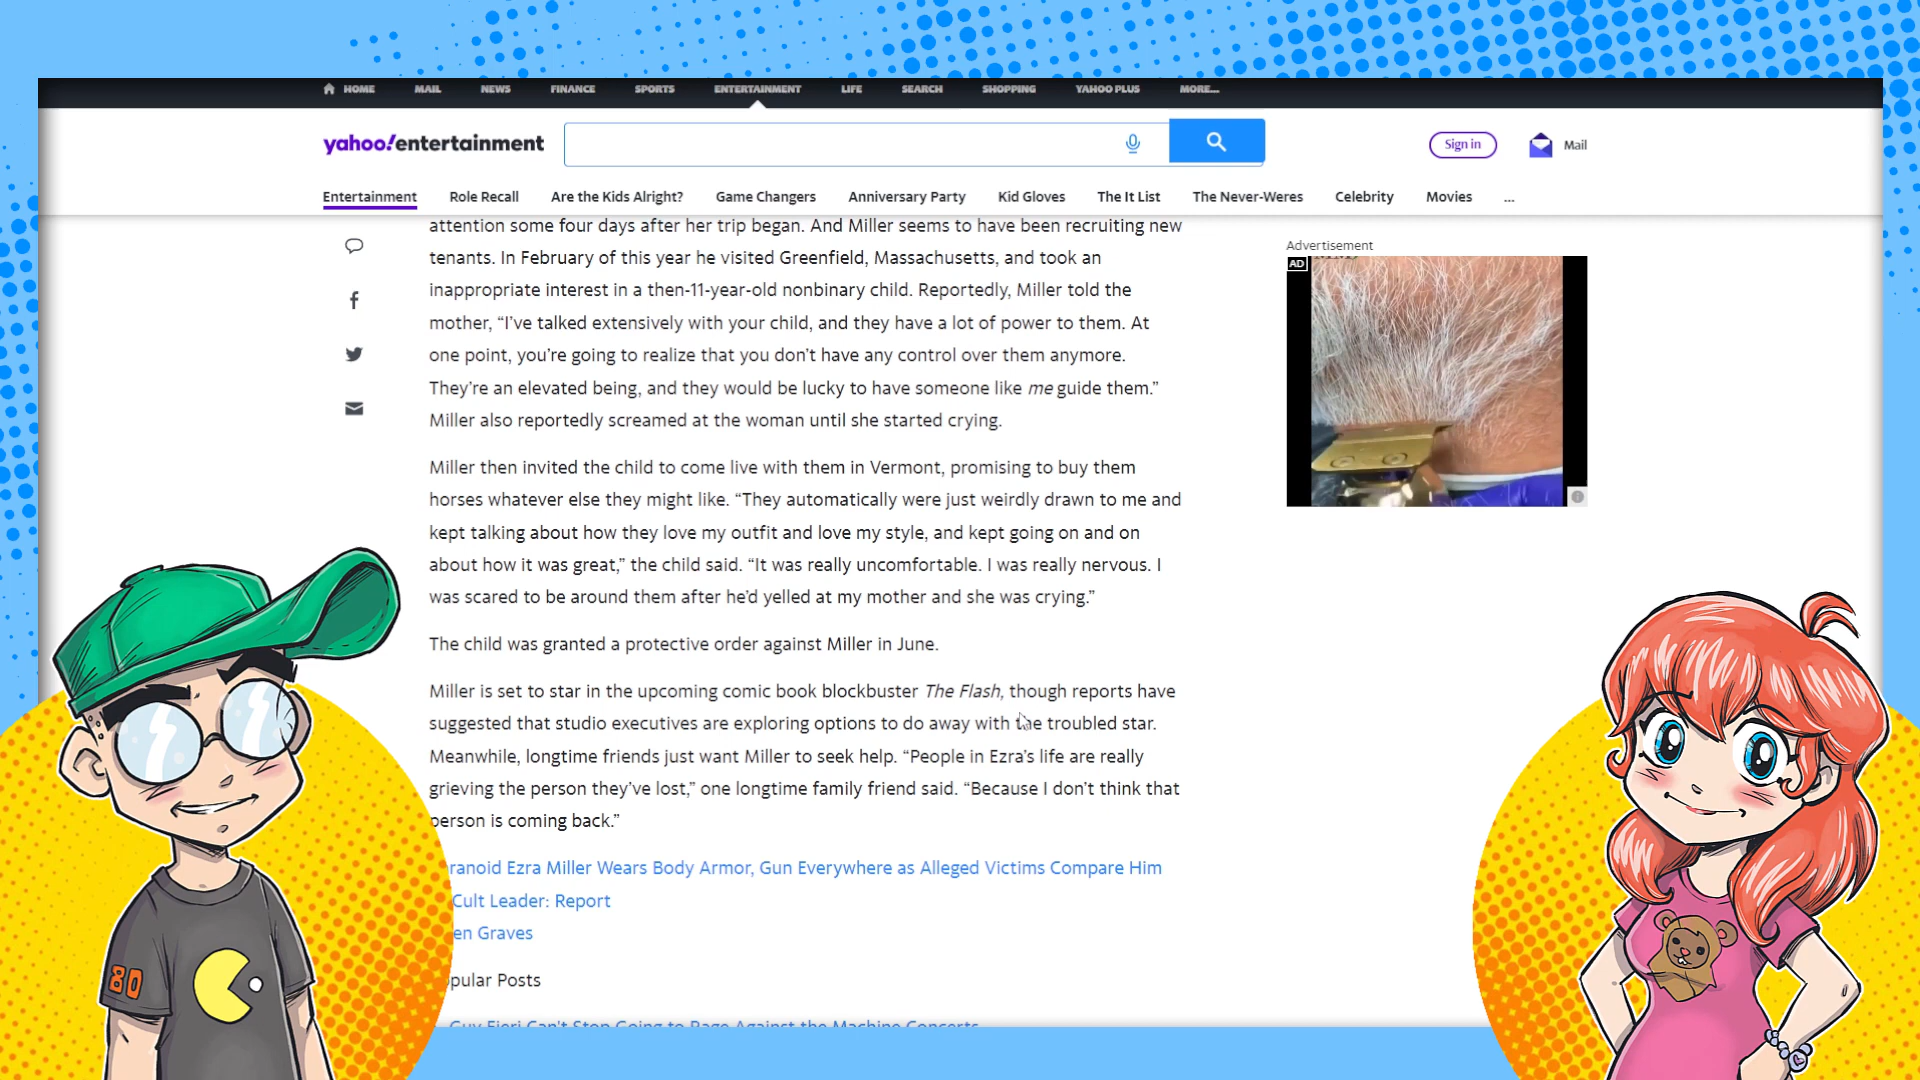 HOME MAIL NEWS FINANCE SPORTS ENTERTAINMENT LIFE SEARCH SHOPPING YAHOO PLUS MORE...
yahoo!entertainment
Sign in
Mail
Entertainment Role Recall Are the Kids Alright? Game Changers Anniversary Party Kid Gloves The It List The Never-Weres Celebrity Movies ...
attention some four days after her trip began. And Miller seems to have been recruiting new
tenants. In February of this year he visited Greenfield, Massachusetts, and took an
inappropriate interest in a then-11-year-old nonbinary child. Reportedly, Miller told the
mother, “I’ve talked extensively with your child, and they have a lot of power to them. At
one point, you’re going to realize that you don’t have any control over them anymore.
They’re an elevated being, and they would be lucky to have someone like me guide them.”
Miller also reportedly screamed at the woman until she started crying.
Miller then invited the child to come live with them in Vermont, promising to buy them
horses whatever else they might like. “They automatically were just weirdly drawn to me and
kept talking about how they love my outfit and love my style, and kept going on and on
about how it was great,” the child said. “It was really uncomfortable. I was really nervous. I
was scared to be around them after he’d yelled at my mother and she was crying.”
The child was granted a protective order against Miller in June.
Miller is set to star in the upcoming comic book blockbuster The Flash, though reports have
suggested that studio executives are exploring options to do away with the troubled star.
Meanwhile, longtime friends just want Miller to seek help. “People in Ezra’s life are really
grieving the person they’ve lost,” one longtime family friend said. “Because I don’t think that
person is coming back.”
ranoid Ezra Miller Wears Body Armor, Gun Everywhere as Alleged Victims Compare Him
Cult Leader: Report
en Graves
pular Posts
Guy Fieri Can't Stop Going to Rage Against the Machine Concerts
Advertisement
AD
80